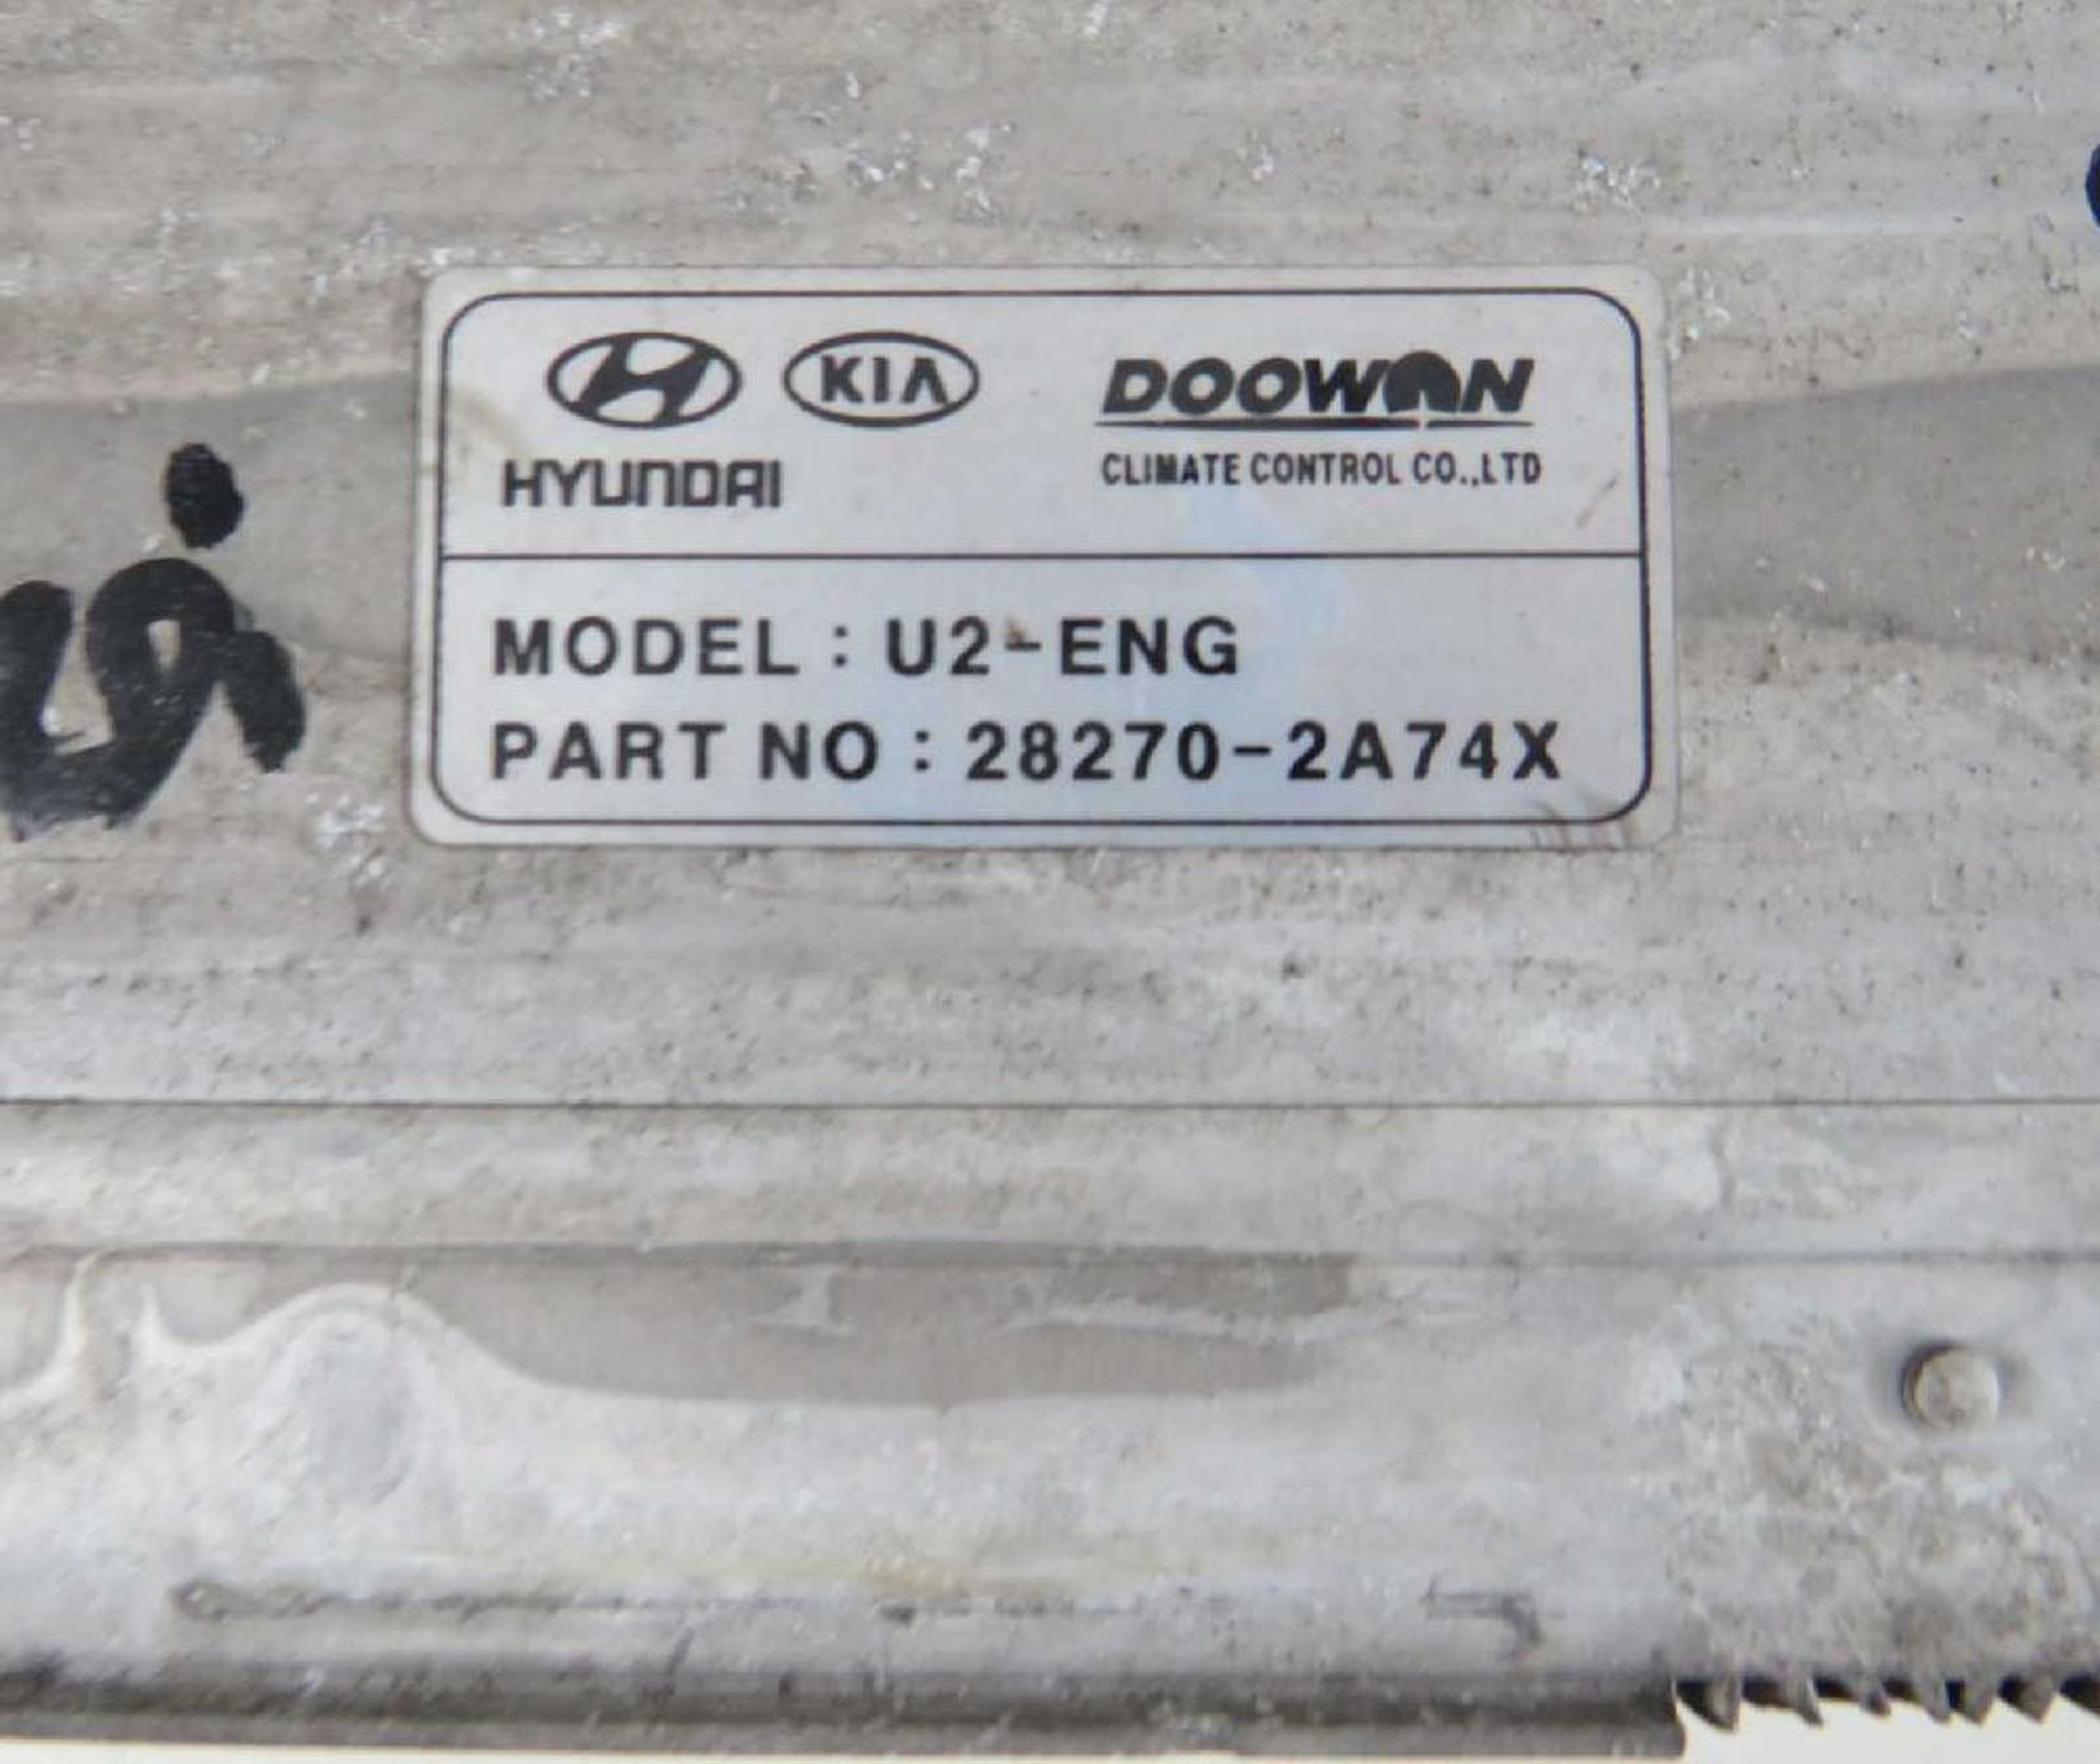 KIA
HYUNDAI
DOOWON
CLIMATE CONTROL CO.,LTD
MODEL : U2-ENG
PART NO : 28270-2A74X